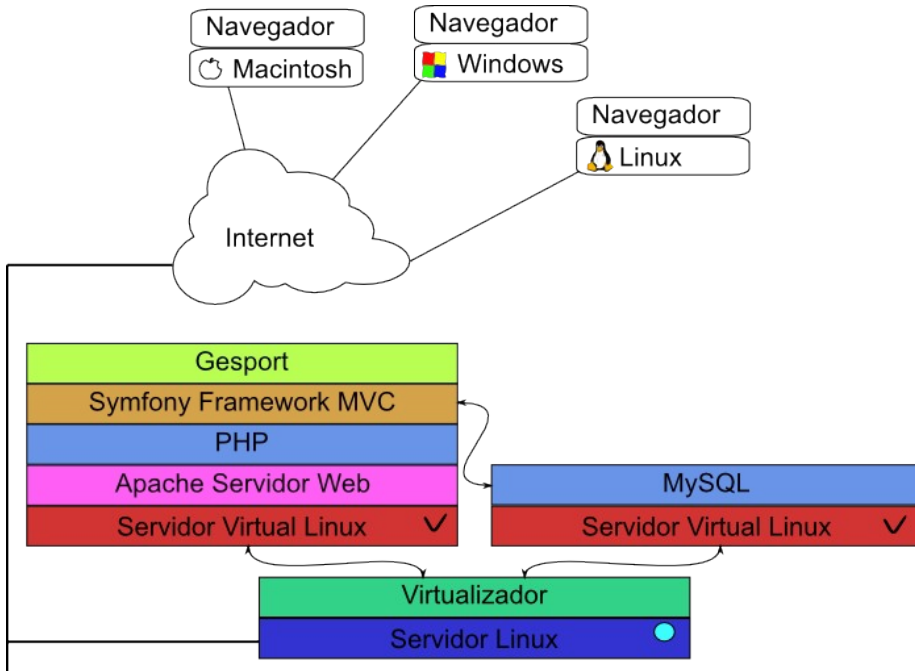 Navegador
Macintosh
Navegador
Windows
Navegador
Linux
Internet
Gesport
Symfony Framework MVC
PHP
Apache Servidor Web
Servidor Virtual Linux
MySQL
Servidor Virtual Linux
Virtualizador
Servidor Linux